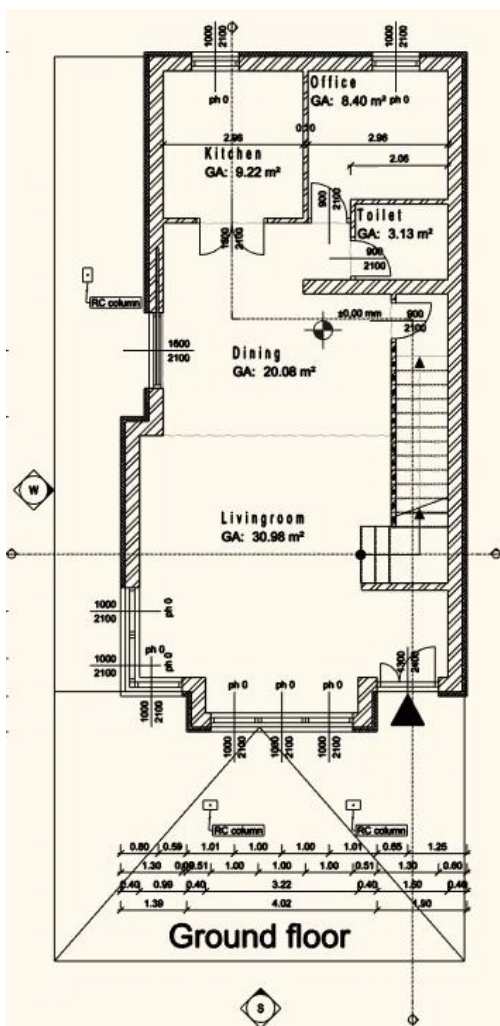 1000
2100
1000
2100
Office
GA: 8.40 m²
ph 0
ph 0
0.10
2.96
2.96
Kitchen
GA: 9.22 m²
2.06
900
2100
Toilet
GA: 3.13 m²
1600
2100
900
2100
RC column
±0,00 mm
900
2100
1600
2100
Dining
GA: 20.08 m²
W
Livingroom
GA: 30.98 m²
1000
2100
ph 0
1000
2100
ph 0
ph 0
1000
2100
ph 0
ph 0
ph 0
1000
2100
1000
2100
1000
2100
2400
RC column
RC column
0.80 0.59 1.01 1.00 1.00 1.01 0.65 1.25
1.30 0.51 1.00 1.00 1.00 0.51 1.30 0.60
0.40 0.99 0.40 3.22 0.40 1.50 0.40
1.39 4.02 1.90
Ground floor
S